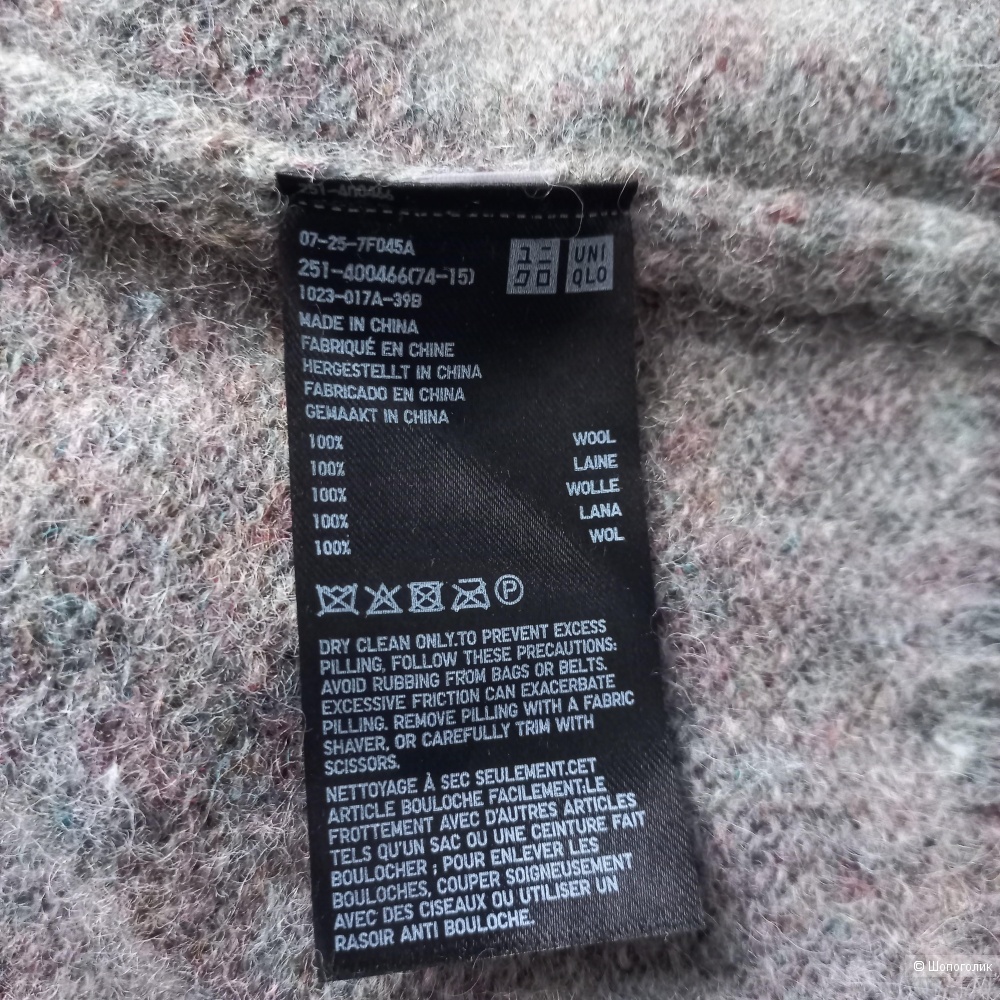 251-400466
07-25-7F045A
251-400466(74-15)
1023-017A-39B
UNI
QLO
MADE IN CHINA
FABRIQUÉ EN CHINE
HERGESTELLT IN CHINA
FABRICADO EN CHINA
GEMAAKT IN CHINA
100% WOOL
100% LAINE
100% WOLLE
100% LANA
100% WOL
P
DRY CLEAN ONLY.TO PREVENT EXCESS
PILLING, FOLLOW THESE PRECAUTIONS:
AVOID RUBBING FROM BAGS OR BELTS.
EXCESSIVE FRICTION CAN EXACERBATE
PILLING. REMOVE PILLING WITH A FABRIC
SHAVER, OR CAREFULLY TRIM WITH
SCISSORS.
NETTOYAGE À SEC SEULEMENT.CET
ARTICLE BOULOCHE FACILEMENT:LE
FROTTEMENT AVEC D'AUTRES ARTICLES
TELS QU'UN SAC OU UNE CEINTURE FAIT
BOULOCHER ; POUR ENLEVER LES
BOULOCHES, COUPER SOIGNEUSEMENT
AVEC DES CISEAUX OU UTILISER UN
RASOIR ANTI BOULOCHE.
© Шопоголик